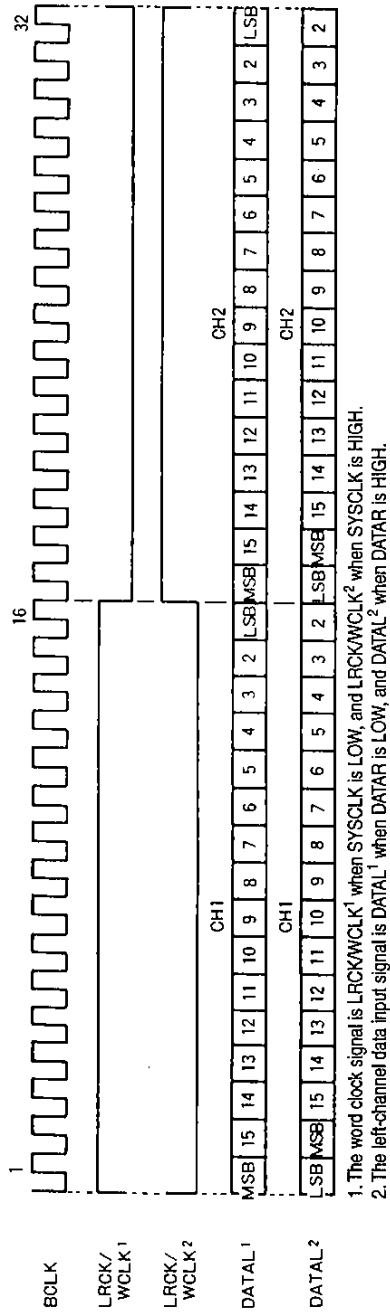 1 16 32
BCLK
LRCK/
WCLK¹
LRCK/
WCLK²
CH1 CH2
DATAL¹ MSB 15 14 13 12 11 10 9 8 7 6 5 4 3 2 LSB MSB 15 14 13 12 11 10 9 8 7 6 5 4 3 2 LSB
CH1 CH2
DATAL² LSB MSB 15 14 13 12 11 10 9 8 7 6 5 4 3 2 LSB MSB 15 14 13 12 11 10 9 8 7 6 5 4 3 2
1. The word clock signal is LRCK/WCLK¹ when SYSCLK is LOW, and LRCK/WCLK² when SYSCLK is HIGH.
2. The left-channel data input signal is DATAL¹ when DATAR is LOW, and DATAL² when DATAR is HIGH.